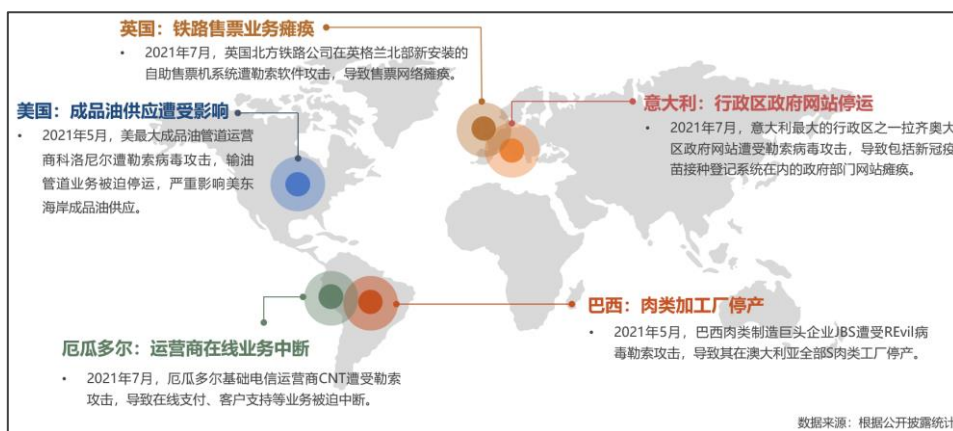 英国：铁路售票业务瘫痪
• 2021年7月，英国北方铁路公司在英格兰北部新安装的
自助售票机系统遭勒索软件攻击，导致售票网络瘫痪。
美国：成品油供应遭受影响
• 2021年5月，美最大成品油管道运营
商科洛尼尔遭勒索病毒攻击，输油
管道业务被迫停运，严重影响美东
海岸成品油供应。
意大利：行政区政府网站停运
• 2021年7月，意大利最大的行政区之一拉齐奥大
区政府网站遭受勒索病毒攻击，导致包括新冠疫
苗接种登记系统在内的政府部门网站瘫痪。
厄瓜多尔：运营商在线业务中断
• 2021年7月，厄瓜多尔基础电信运营商CNT遭受勒索
攻击，导致在线支付、客户支持等业务被迫中断。
巴西：肉类加工厂停产
• 2021年5月，巴西肉类制造巨头企业JBS遭受REvil病
毒勒索攻击，导致其在澳大利亚全部S肉类工厂停产。
数据来源：根据公开披露统计